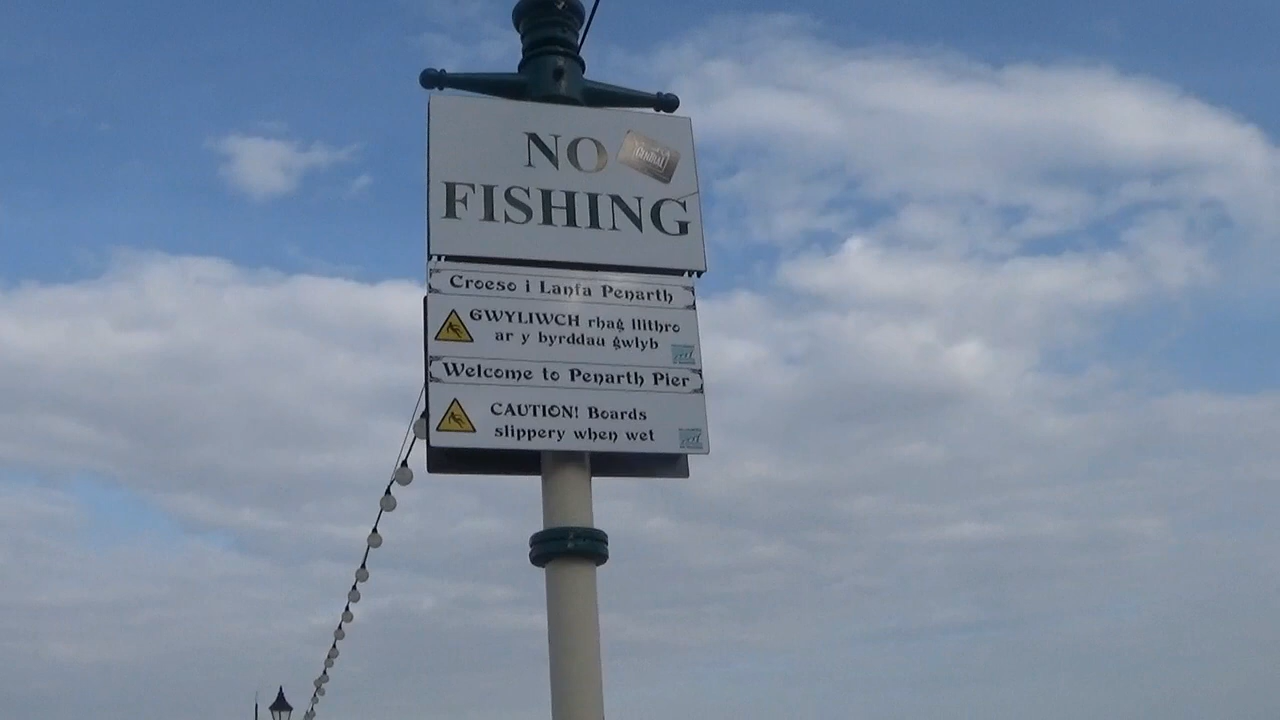 NO
CENTRAL
FISHING
Croeso i Lanfa Penarth
GWYLIWCH rhag llithro
ar y byrddau gwlyb
Welcome to Penarth Pier
CAUTION! Boards
slippery when wet